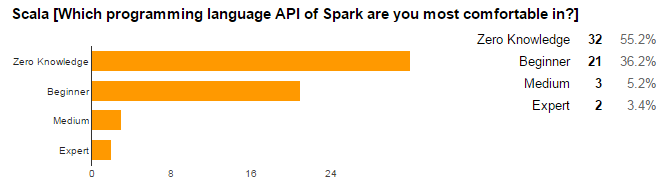 Scala [Which programming language API of Spark are you most comfortable in?]
Zero Knowledge
Beginner
Medium
Expert
0 8 16 24
Zero Knowledge 32 55.2%
Beginner 21 36.2%
Medium 3 5.2%
Expert 2 3.4%